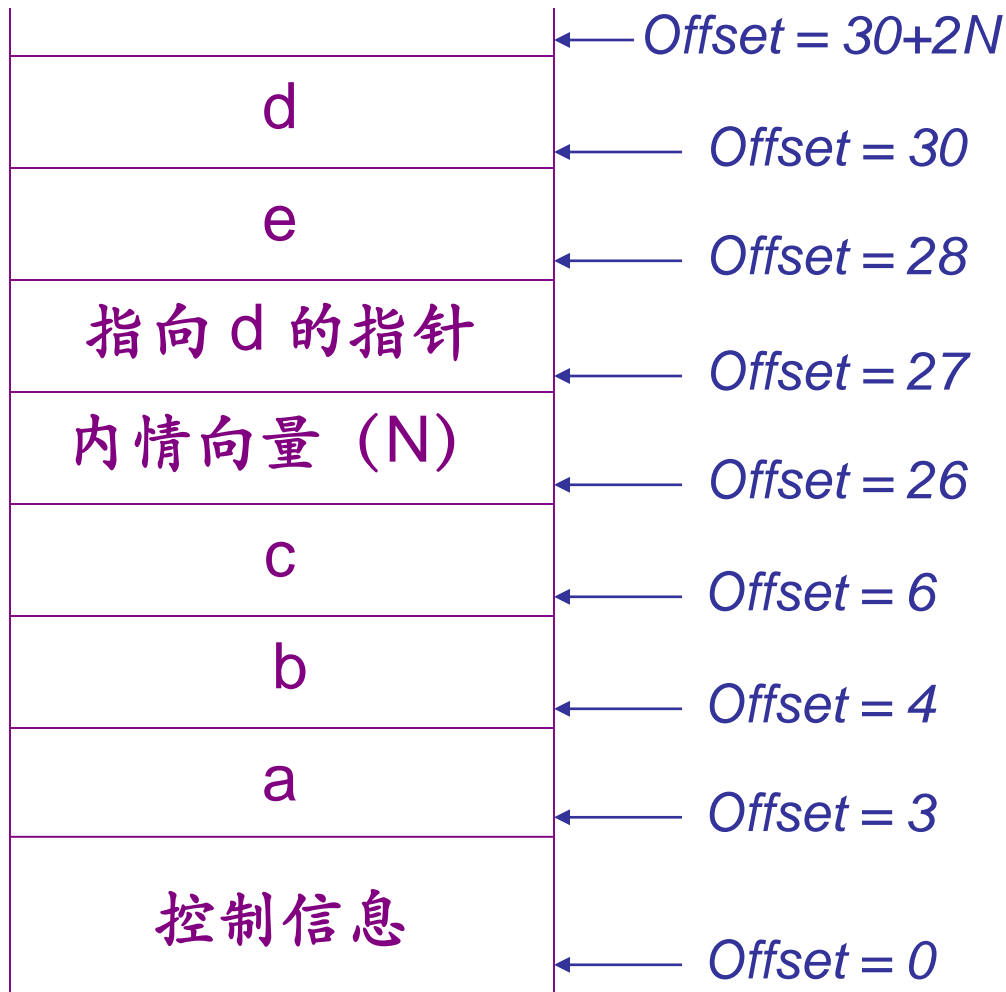 Offset = 30+2N
d
Offset = 30
e
Offset = 28
指向 d 的指针
Offset = 27
内情向量 (N)
Offset = 26
c
Offset = 6
b
Offset = 4
a
Offset = 3
控制信息
Offset = 0